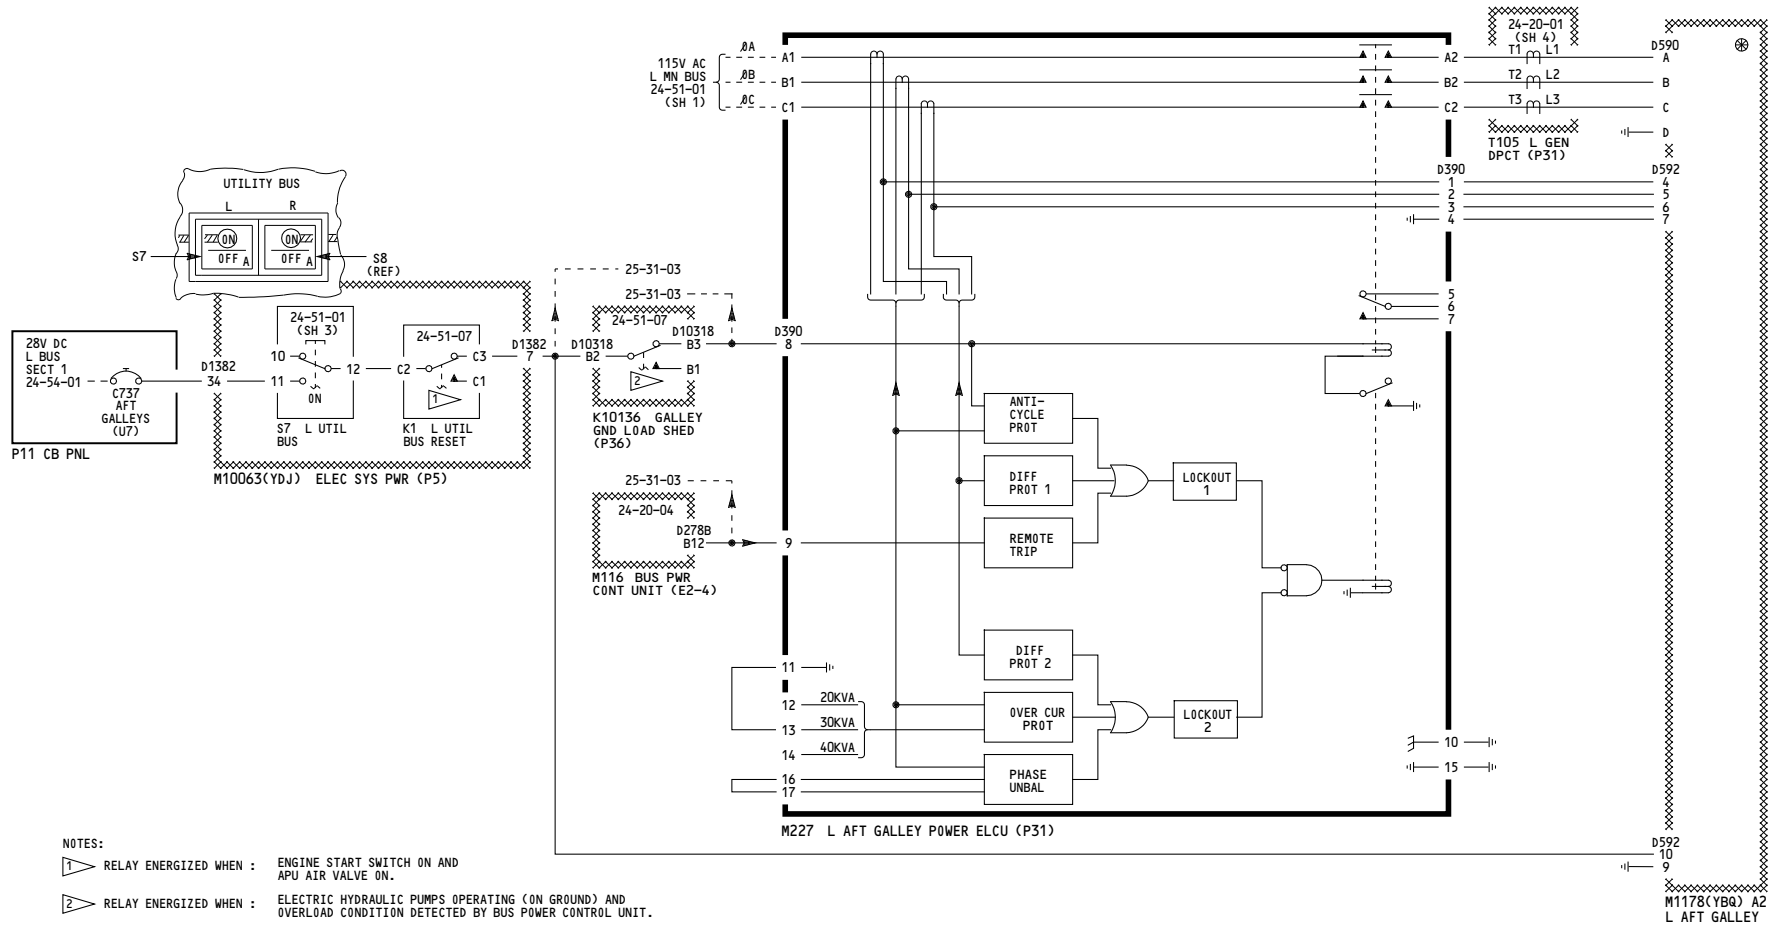 UTILITY BUS
L R
ON ON
OFF A OFF A
S7
S8
(REF)
28V DC
L BUS
SECT 1
24-54-01
C737
AFT
GALLEYS
(U7)
P11 CB PNL
D1382
34
24-51-01
(SH 3)
10
11
12
ON
S7 L UTIL
BUS
24-51-07
C2
C3
C1
1
K1 L UTIL
BUS RESET
D1382
7
M10063(YDJ) ELEC SYS PWR (P5)
25-31-03
25-31-03
24-51-07
D10318
B2
D10318
B3
B1
2
K10136 GALLEY
GND LOAD SHED
(P36)
25-31-03
24-20-04
D278B
B12
M116 BUS PWR
CONT UNIT (E2-4)
115V AC
L MN BUS
24-51-01
(SH 1)
ØA
ØB
ØC
A1
B1
C1
D390
8
9
11
12 20KVA
13 30KVA
14 40KVA
16
17
ANTI-
CYCLE
PROT
DIFF
PROT 1
REMOTE
TRIP
LOCKOUT
1
DIFF
PROT 2
OVER CUR
PROT
PHASE
UNBAL
LOCKOUT
2
A2
B2
C2
D390
1
2
3
4
5
6
7
10
15
M227 L AFT GALLEY POWER ELCU (P31)
24-20-01
(SH 4)
T1 L1
T2 L2
T3 L3
T105 L GEN
DPCT (P31)
D590
A
B
C
D
D592
4
5
6
7
D592
10
9
M1178(YBQ) A2
L AFT GALLEY
NOTES:
1 RELAY ENERGIZED WHEN : ENGINE START SWITCH ON AND
APU AIR VALVE ON.
2 RELAY ENERGIZED WHEN : ELECTRIC HYDRAULIC PUMPS OPERATING (ON GROUND) AND
OVERLOAD CONDITION DETECTED BY BUS POWER CONTROL UNIT.